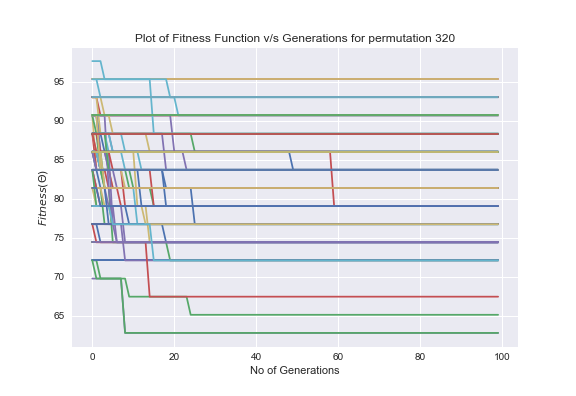 Plot of Fitness Function v/s Generations for permutation 320
Fitness(Θ)
95
90
85
80
75
70
65
0 20 40 60 80 100
No of Generations